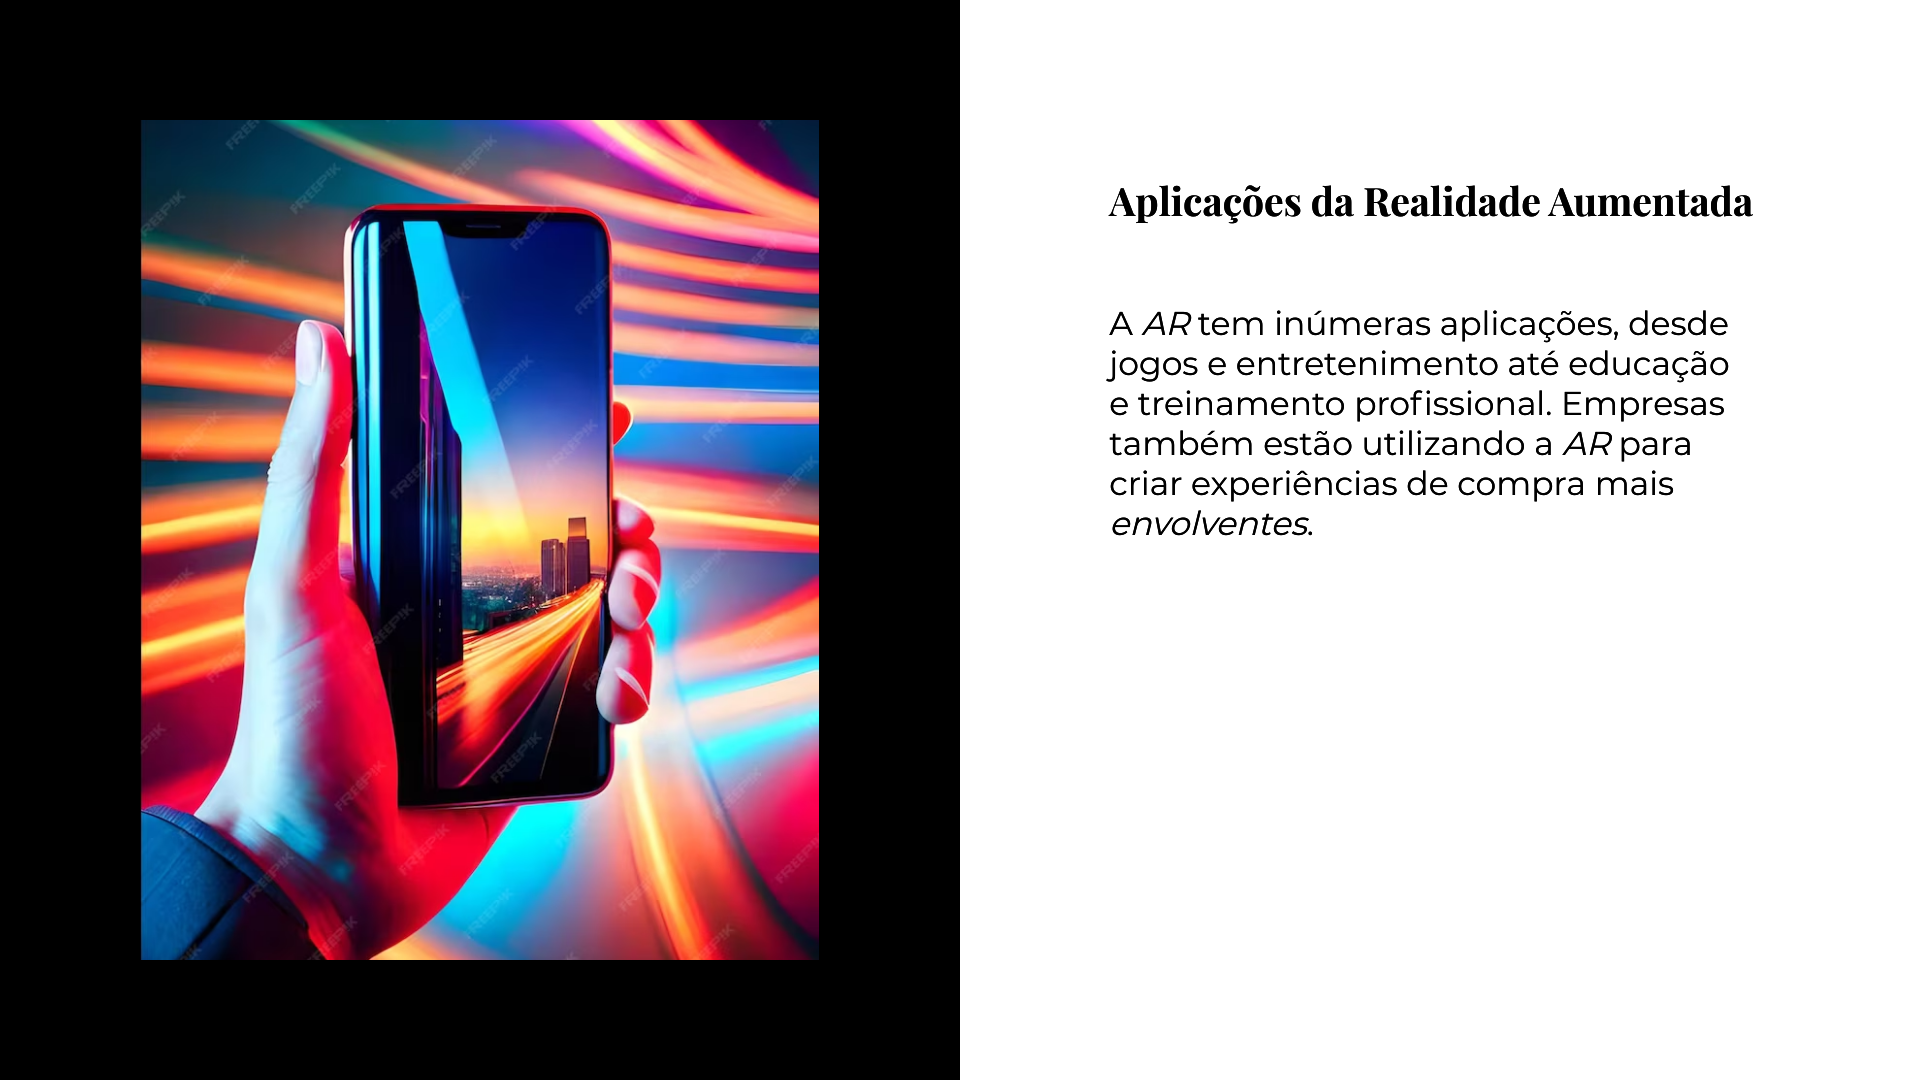 Aplicações da Realidade Aumentada
A AR tem inúmeras aplicações, desde
jogos e entretenimento até educação
e treinamento profissional. Empresas
também estão utilizando a AR para
criar experiências de compra mais
envolventes.
FREEPIK